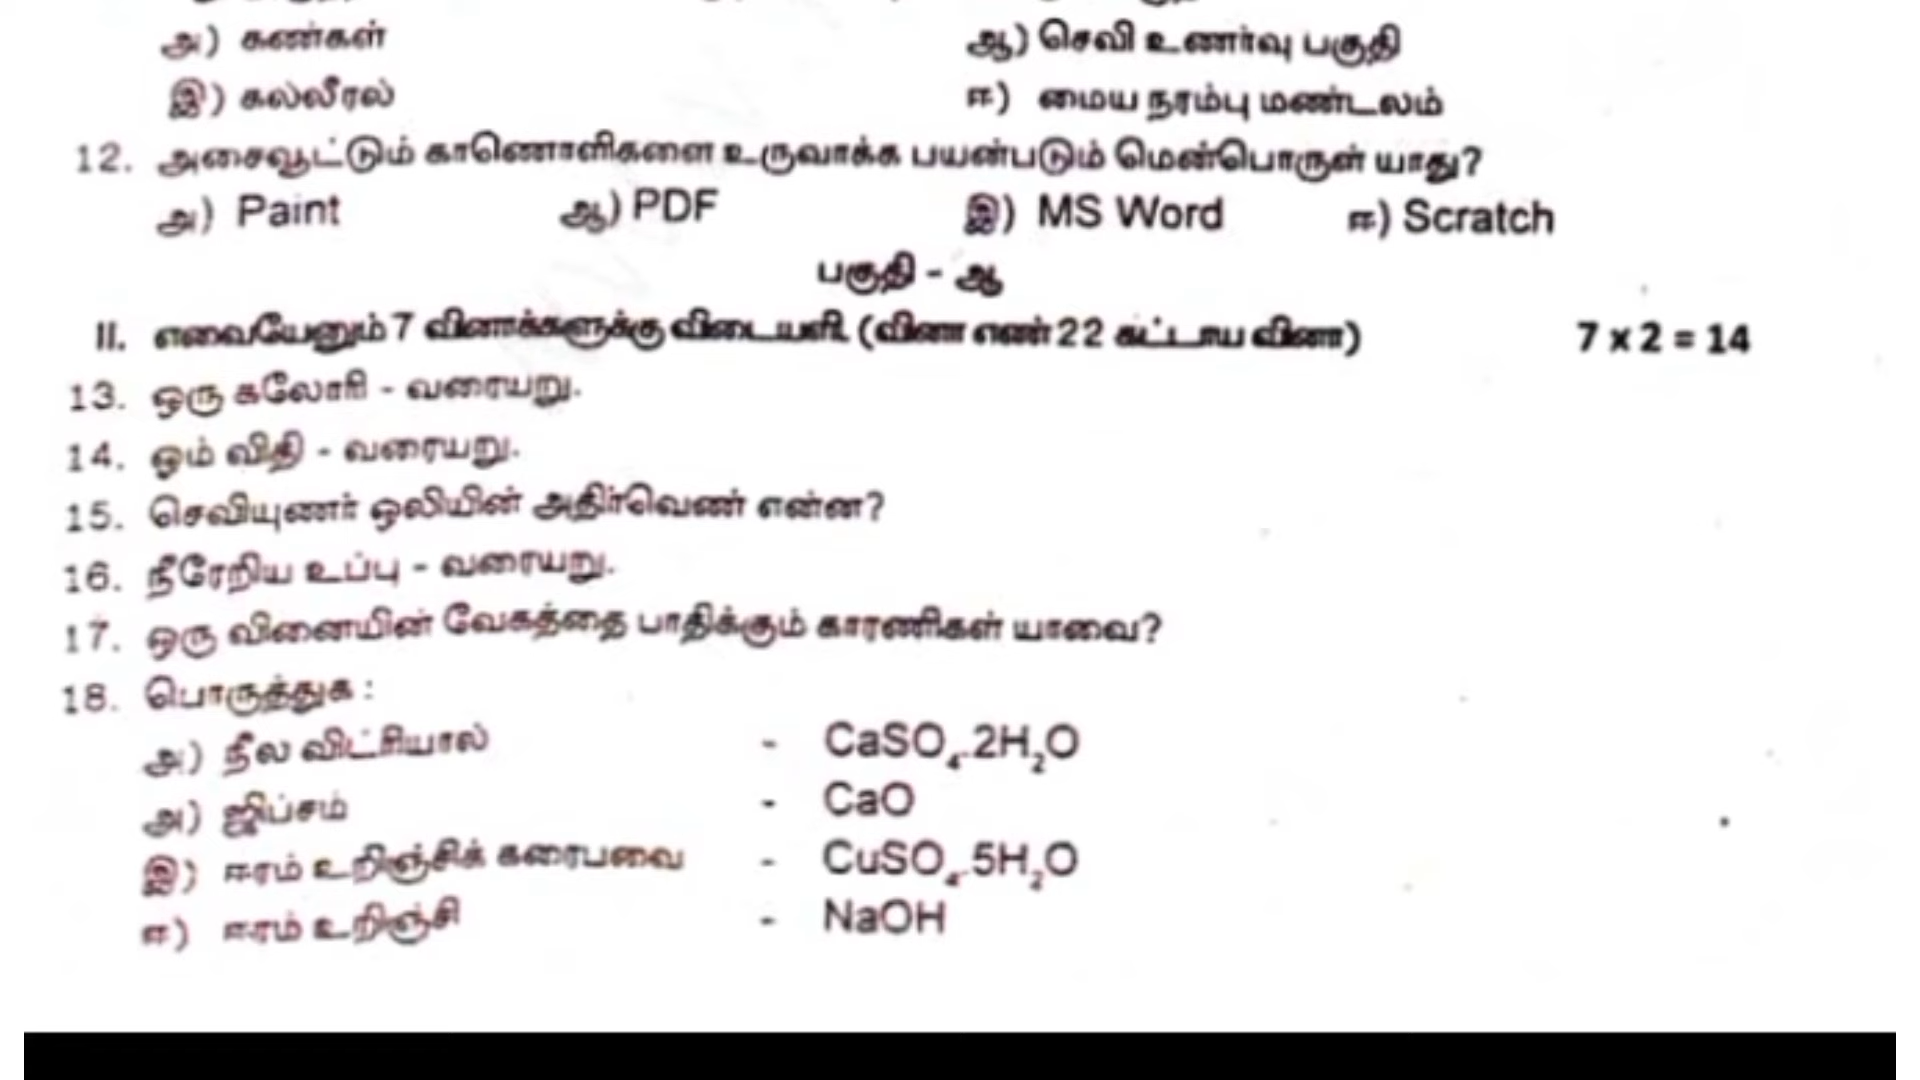 அ) கண்கள் ஆ) செவி உணர்வு பகுதி
இ) கல்லீரல் ஈ) மைய நரம்பு மண்டலம்
12. அசைவூட்டும் காணொளிகளை உருவாக்க பயன்படும் மென்பொருள் யாது?
அ) Paint ஆ) PDF இ) MS Word ஈ) Scratch
பகுதி - ஆ
II. எவையேனும் 7 வினாக்களுக்கு விடையளி. (வினா எண் 22 கட்டாய வினா) 7 x 2 = 14
13. ஒரு கலோரி - வரையறு.
14. ஓம் விதி - வரையறு.
15. செவியுணர் ஒலியின் அதிர்வெண் என்ன?
16. நீரேறிய உப்பு - வரையறு.
17. ஒரு வினையின் வேகத்தை பாதிக்கும் காரணிகள் யாவை?
18. பொருத்துக :
அ) நீல விட்ரியால் - CaSO₄.2H₂O
அ) ஜிப்சம் - CaO
இ) ஈரம் உறிஞ்சிக் கரைபவை - CuSO₄.5H₂O
ஈ) ஈரம் உறிஞ்சி - NaOH